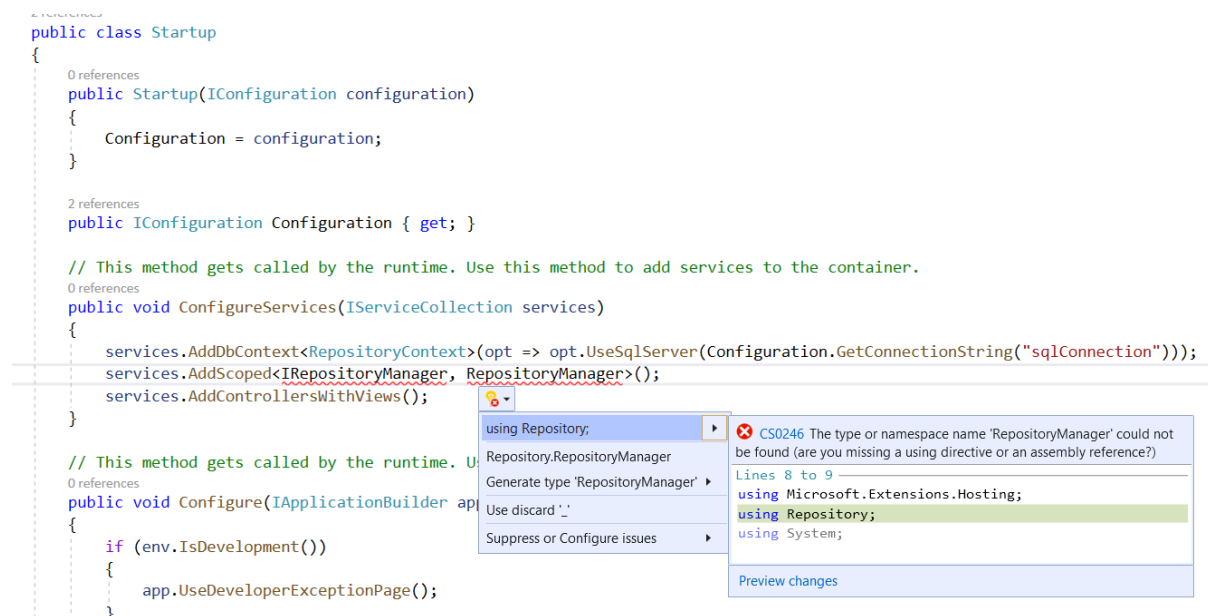 2 references
public class Startup
{
0 references
public Startup(IConfiguration configuration)
{
Configuration = configuration;
}
2 references
public IConfiguration Configuration { get; }
// This method gets called by the runtime. Use this method to add services to the container.
0 references
public void ConfigureServices(IServiceCollection services)
{
services.AddDbContext<RepositoryContext>(opt => opt.UseSqlServer(Configuration.GetConnectionString("sqlConnection")));
services.AddScoped<IRepositoryManager, RepositoryManager>();
services.AddControllersWithViews();
}
// This method gets called by the runtime. U
0 references
public void Configure(IApplicationBuilder ap
{
if (env.IsDevelopment())
{
app.UseDeveloperExceptionPage();
}
using Repository;
Repository.RepositoryManager
Generate type 'RepositoryManager'
Use discard '_'
Suppress or Configure issues
CS0246 The type or namespace name 'RepositoryManager' could not
be found (are you missing a using directive or an assembly reference?)
Lines 8 to 9
using Microsoft.Extensions.Hosting;
using Repository;
using System;
Preview changes